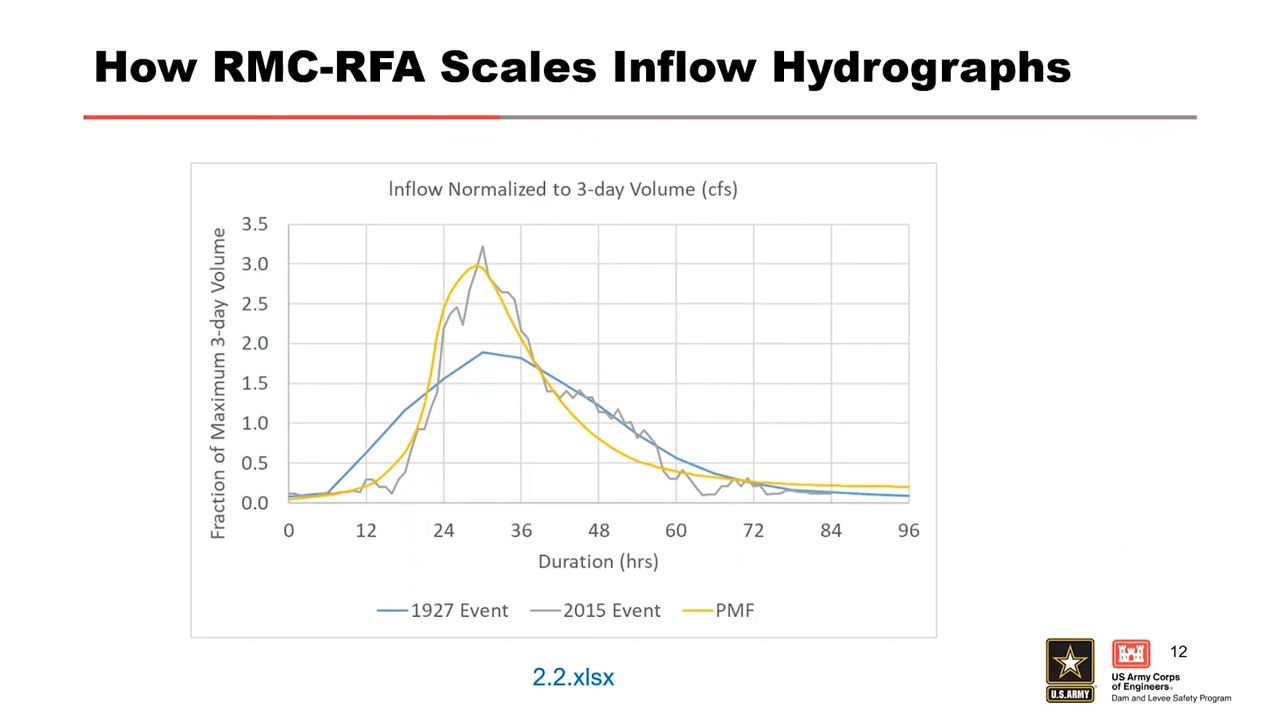 How RMC-RFA Scales Inflow Hydrographs
Inflow Normalized to 3-day Volume (cfs)
Fraction of Maximum 3-day Volume
3.5
3.0
2.5
2.0
1.5
1.0
0.5
0.0
0 12 24 36 48 60 72 84 96
Duration (hrs)
1927 Event 2015 Event PMF
2.2.xlsx
U.S.ARMY
US Army Corps
of Engineers®
Dam and Levee Safety Program
12